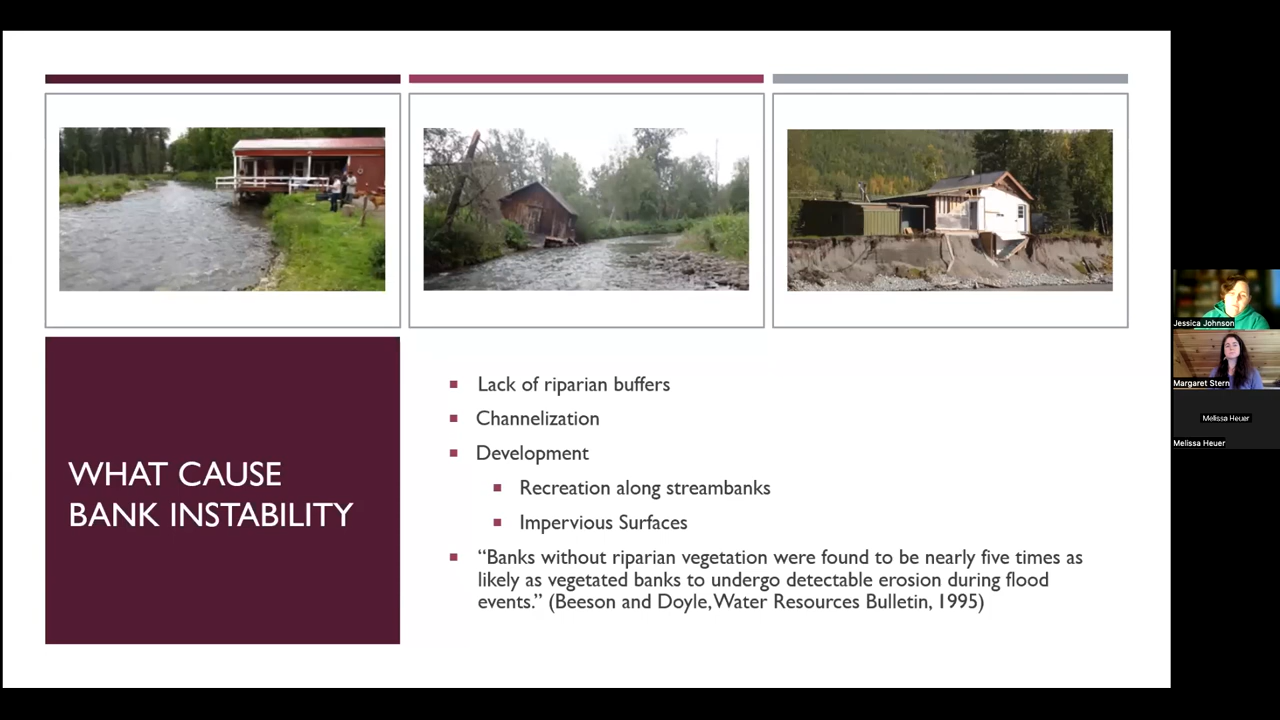 WHAT CAUSE
BANK INSTABILITY
Lack of riparian buffers
Channelization
Development
Recreation along streambanks
Impervious Surfaces
“Banks without riparian vegetation were found to be nearly five times as
likely as vegetated banks to undergo detectable erosion during flood
events.” (Beeson and Doyle, Water Resources Bulletin, 1995)
Jessica Johnson
Margaret Stern
Melissa Heuer
Melissa Heuer